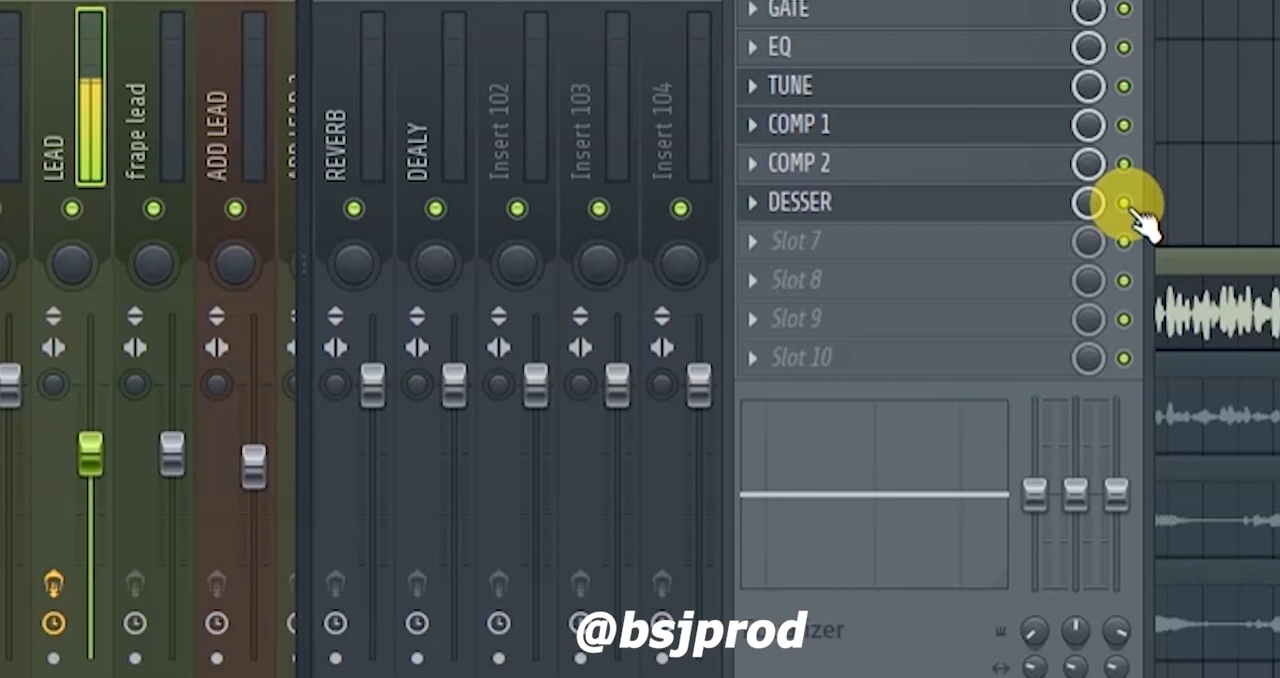 LEAD
frape lead
ADD LEAD
REVERB
DEALY
Insert 102
Insert 103
Insert 104
GATE
EQ
TUNE
COMP 1
COMP 2
DESSER
Slot 7
Slot 8
Slot 9
Slot 10
@bsjprod